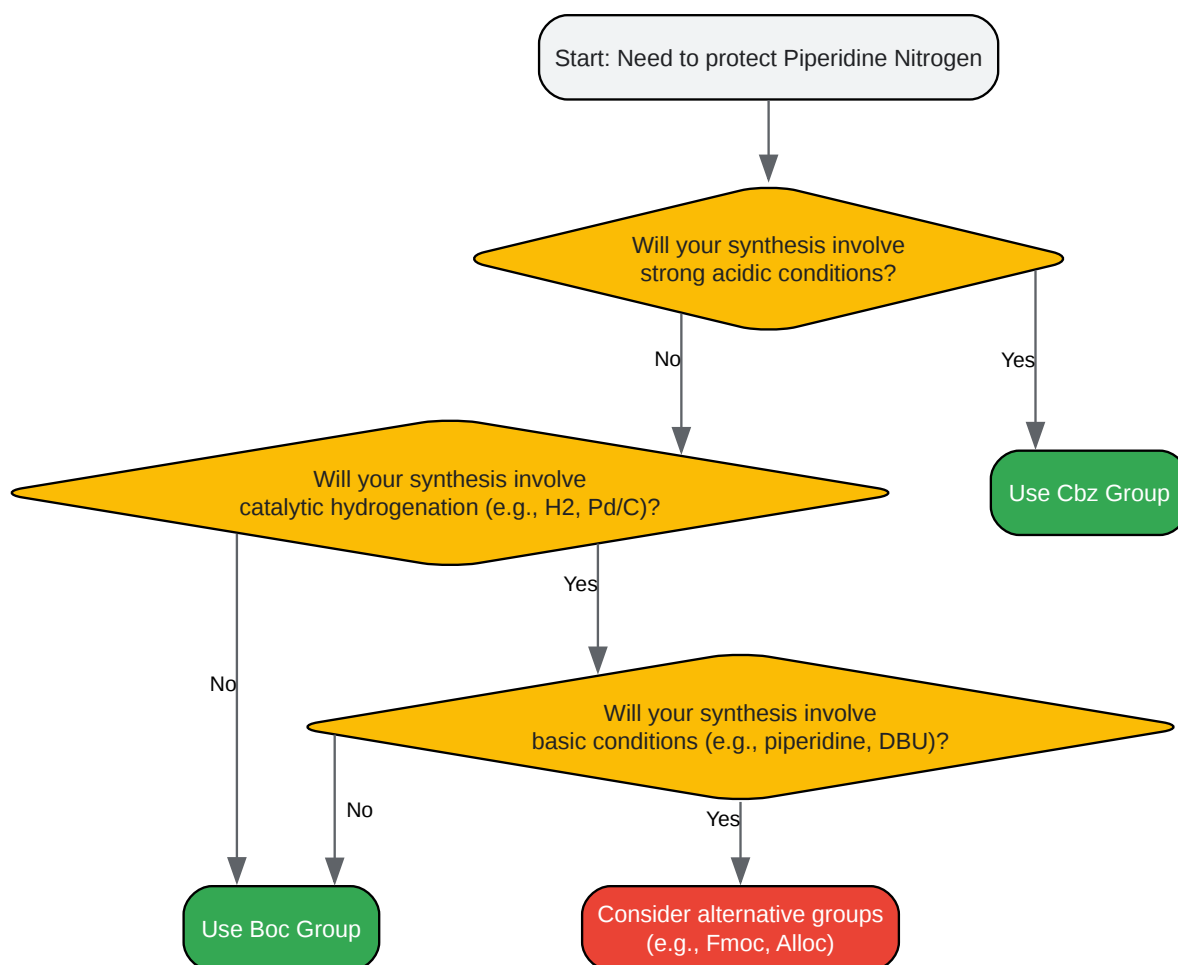 Start: Need to protect Piperidine Nitrogen
Will your synthesis involve
strong acidic conditions?
No
Yes
Will your synthesis involve
catalytic hydrogenation (e.g., H2, Pd/C)?
Use Cbz Group
Yes
No
Will your synthesis involve
basic conditions (e.g., piperidine, DBU)?
No
Yes
Use Boc Group
Consider alternative groups
(e.g., Fmoc, Alloc)